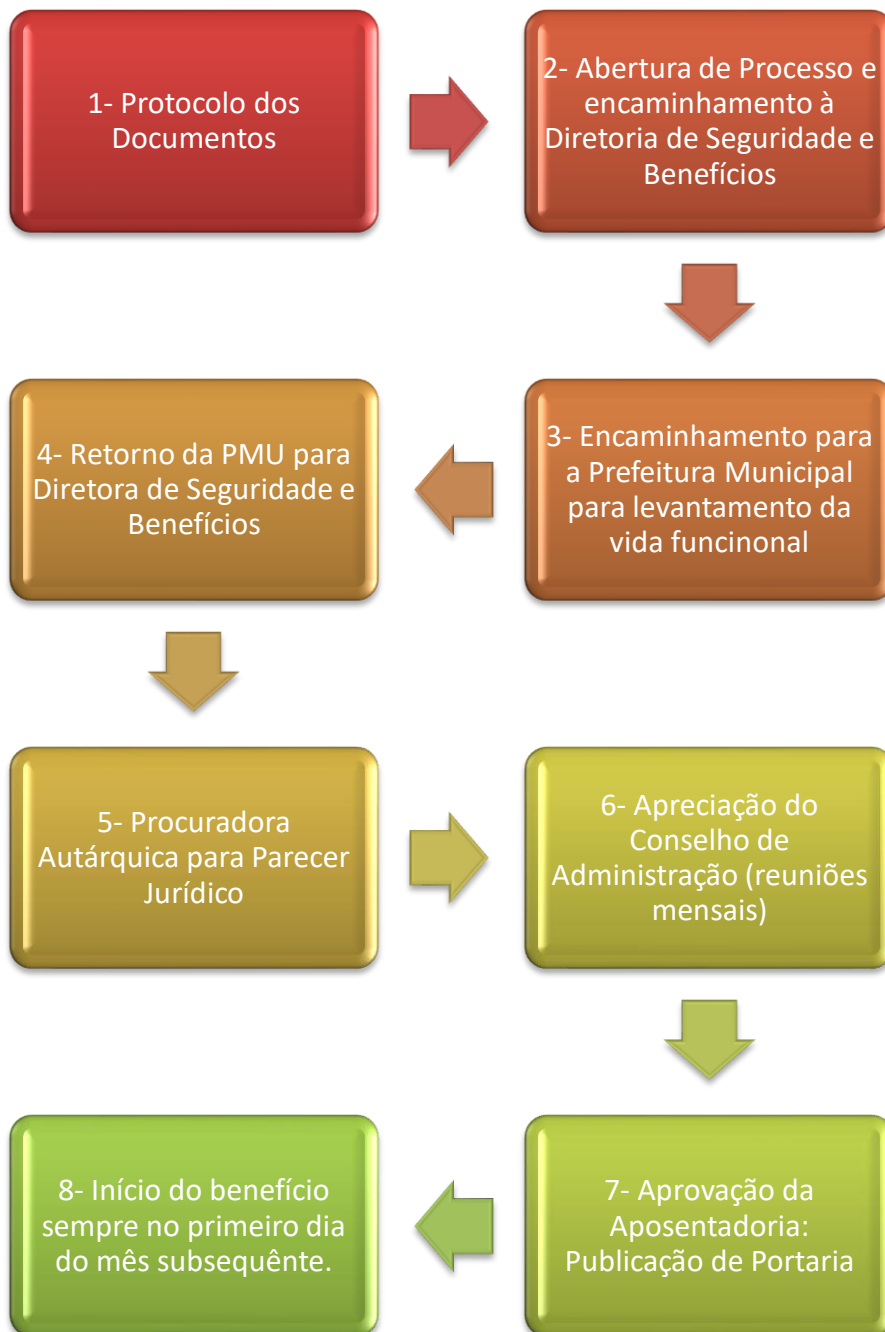 1- Protocolo dos
Documentos
2- Abertura de Processo e
encaminhamento à
Diretoria de Seguridade e
Benefícios
3- Encaminhamento para
a Prefeitura Municipal
para levantamento da
vida funcinonal
4- Retorno da PMU para
Diretora de Seguridade e
Benefícios
5- Procuradora
Autárquica para Parecer
Jurídico
6- Apreciação do
Conselho de
Administração (reuniões
mensais)
7- Aprovação da
Aposentadoria:
Publicação de Portaria
8- Início do benefício
sempre no primeiro dia
do mês subsequênte.